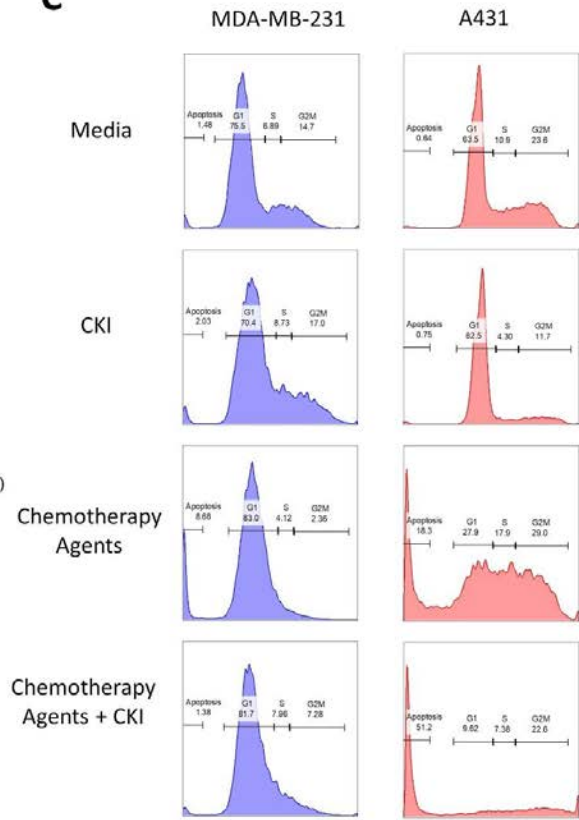 C
MDA-MB-231 A431
Media
Apoptosis G1 S G2M
1.48 75.5 6.89 14.7
Apoptosis G1 S G2M
0.64 63.5 10.9 23.6
CKI
Apoptosis G1 S G2M
2.03 70.4 8.73 17.0
Apoptosis G1 S G2M
0.75 82.5 4.30 11.7
)
Chemotherapy
Agents
Apoptosis G1 S G2M
8.68 83.0 4.12 2.36
Apoptosis G1 S G2M
18.3 27.9 17.9 29.0
Chemotherapy
Agents + CKI
Apoptosis G1 S G2M
1.38 81.7 7.96 7.28
Apoptosis G1 S G2M
51.2 9.62 7.38 22.6